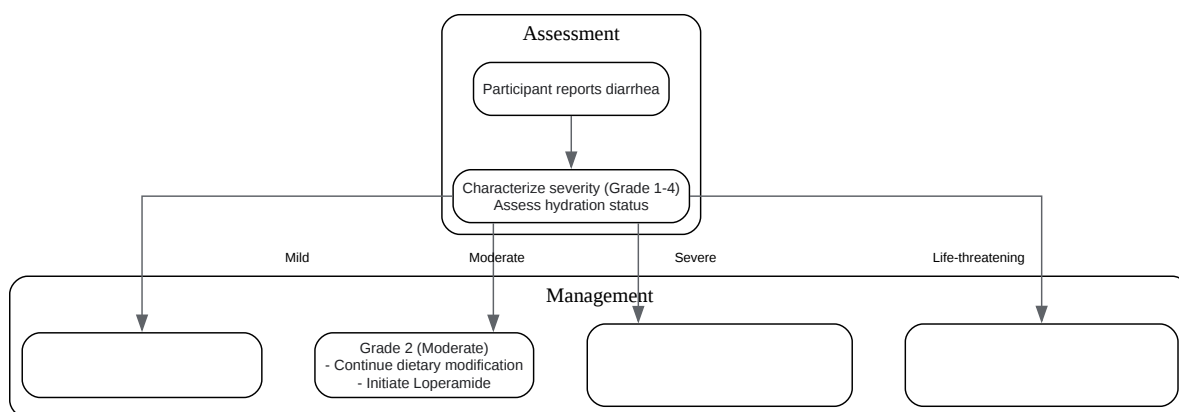 Assessment
Participant reports diarrhea
Characterize severity (Grade 1-4)
Assess hydration status
Mild
Moderate
Severe
Life-threatening
Management
Grade 2 (Moderate)
- Continue dietary modification
- Initiate Loperamide